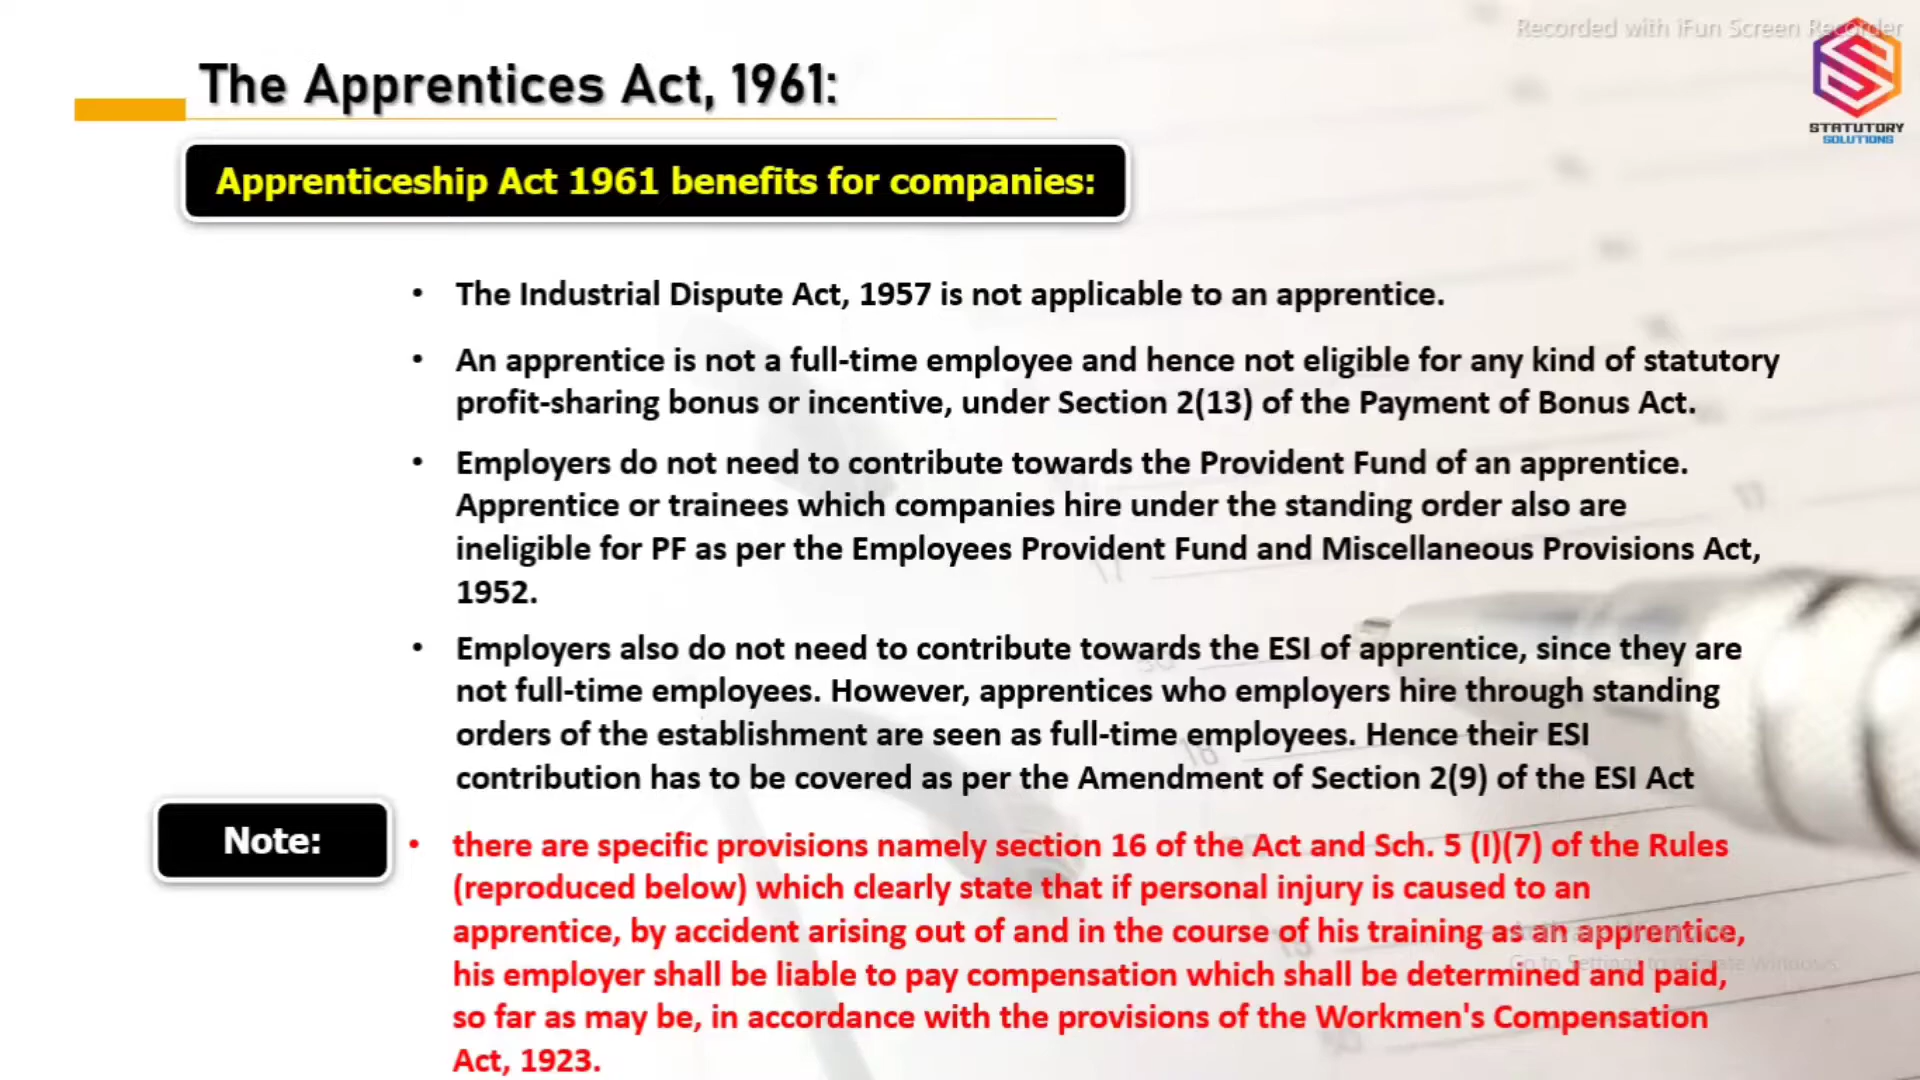 Recorded with iFun Screen Recorder
The Apprentices Act, 1961:
STATUTORY
SOLUTIONS
Apprenticeship Act 1961 benefits for companies:
• The Industrial Dispute Act, 1957 is not applicable to an apprentice.
• An apprentice is not a full-time employee and hence not eligible for any kind of statutory
profit-sharing bonus or incentive, under Section 2(13) of the Payment of Bonus Act.
• Employers do not need to contribute towards the Provident Fund of an apprentice.
Apprentice or trainees which companies hire under the standing order also are
ineligible for PF as per the Employees Provident Fund and Miscellaneous Provisions Act,
1952.
• Employers also do not need to contribute towards the ESI of apprentice, since they are
not full-time employees. However, apprentices who employers hire through standing
orders of the establishment are seen as full-time employees. Hence their ESI
contribution has to be covered as per the Amendment of Section 2(9) of the ESI Act
Note:
• there are specific provisions namely section 16 of the Act and Sch. 5 (I)(7) of the Rules
(reproduced below) which clearly state that if personal injury is caused to an
apprentice, by accident arising out of and in the course of his training as an apprentice,
his employer shall be liable to pay compensation which shall be determined and paid,
so far as may be, in accordance with the provisions of the Workmen's Compensation
Act, 1923.
Go to Settings to activate Windows.